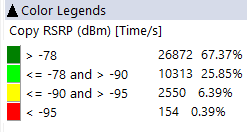 Color Legends
Copy RSRP (dBm) [Time/s]
> -78 26872 67.37%
<= -78 and > -90 10313 25.85%
<= -90 and > -95 2550 6.39%
< -95 154 0.39%